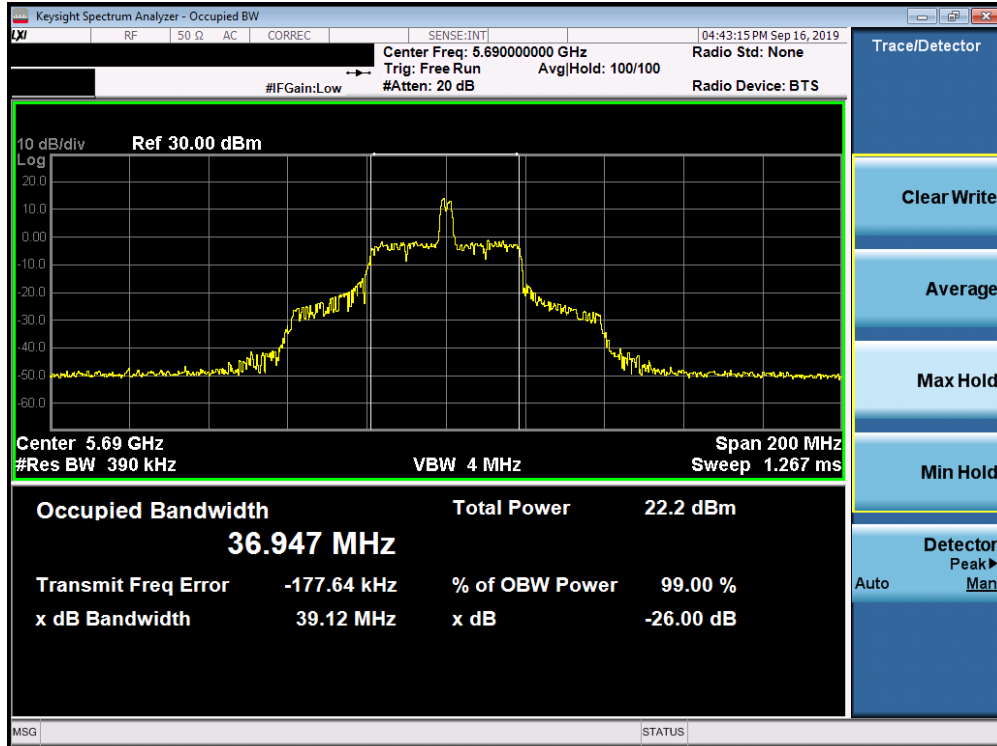 Keysight Spectrum Analyzer - Occupied BW
LXI RF 50 Ω AC CORREC SENSE:INT 04:43:15 PM Sep 16, 2019
Center Freq: 5.690000000 GHz Radio Std: None
Trig: Free Run Avg|Hold: 100/100
#IFGain:Low #Atten: 20 dB Radio Device: BTS
10 dB/div Ref 30.00 dBm
Log
20.0
10.0
0.00
-10.0
-20.0
-30.0
-40.0
-50.0
-60.0
Center 5.69 GHz Span 200 MHz
#Res BW 390 kHz VBW 4 MHz Sweep 1.267 ms
Occupied Bandwidth Total Power 22.2 dBm
36.947 MHz
Transmit Freq Error -177.64 kHz % of OBW Power 99.00 %
x dB Bandwidth 39.12 MHz x dB -26.00 dB
MSG STATUS
Trace/Detector
Clear Write
Average
Max Hold
Min Hold
Detector
Peak▶
Auto Man